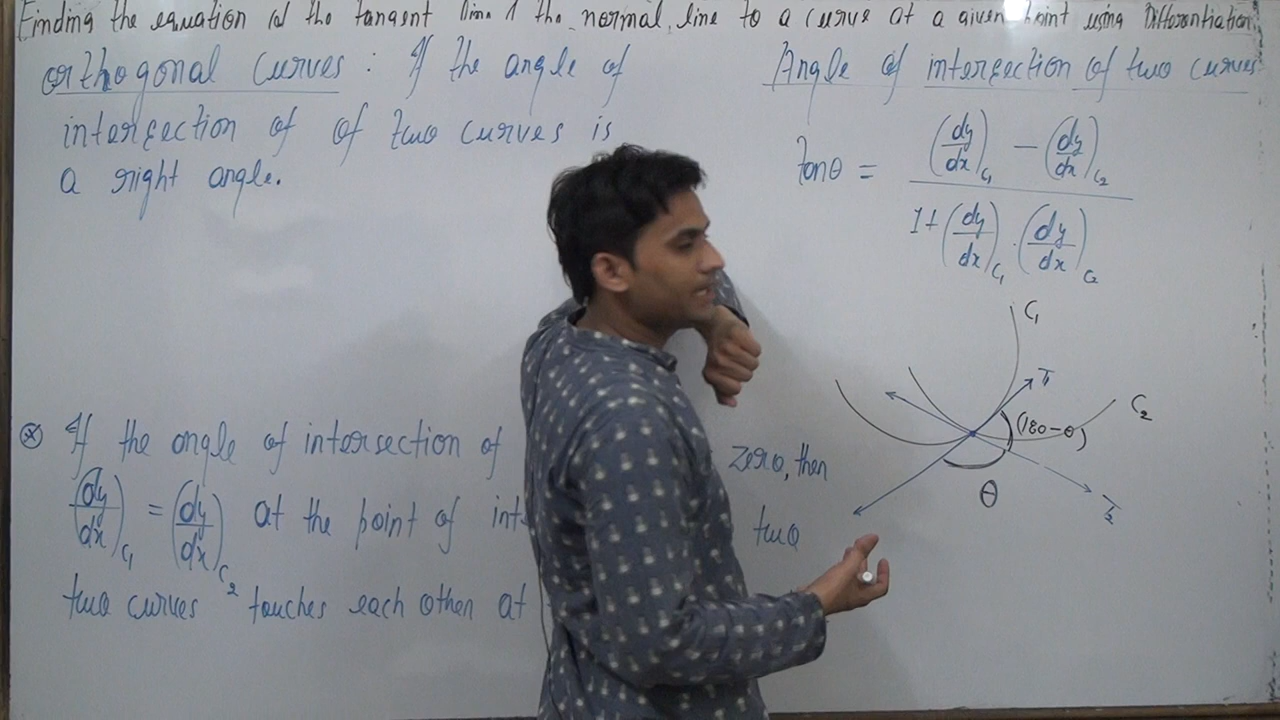 Finding the equation of the tangent line & the normal line to a curve at a given point using Differentiation
Orthogonal Curves : If the angle of
intersection of of two curves is
a right angle.
Angle of intersection of two curves
tanθ = ((dy/dx)C₁ − (dy/dx)C₂) / (1+(dy/dx)C₁ . (dy/dx)C₂)
C₁
T₁
C₂
(180−θ)
θ
T₂
⊗ If the angle of intersection of zero, then
(dy/dx)C₁ = (dy/dx)C₂ at the point of int two
two curves touches each other at